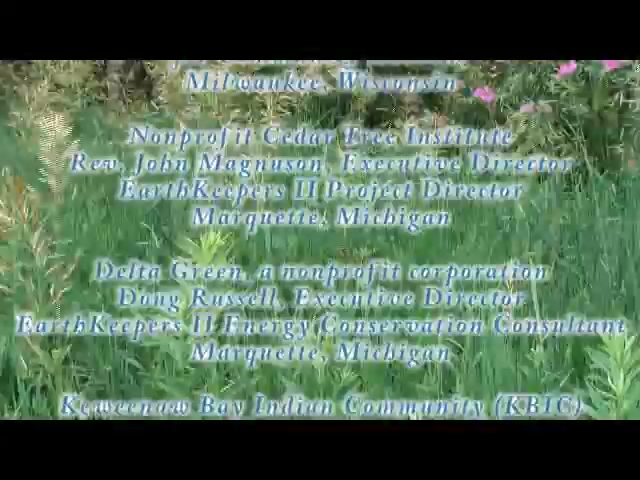 Milwaukee, Wisconsin
Nonprofit Cedar Tree Institute
Rev. John Magnuson, Executive Director
EarthKeepers II Project Director
Marquette, Michigan
Delta Green, a nonprofit corporation
Doug Russell, Executive Director
EarthKeepers II Energy Conservation Consultant
Marquette, Michigan
Keweenaw Bay Indian Community (KBIC)